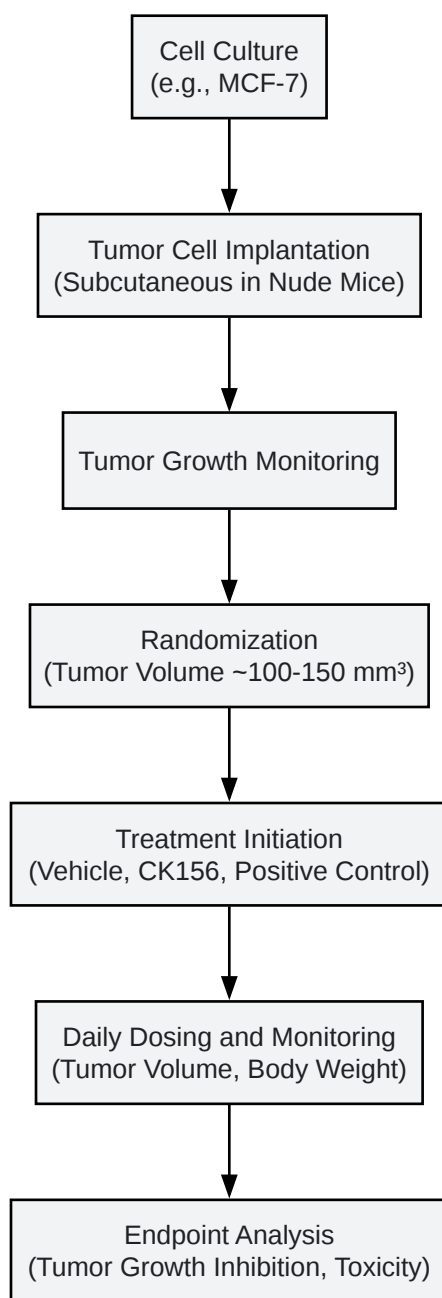 Cell Culture
(e.g., MCF-7)
Tumor Cell Implantation
(Subcutaneous in Nude Mice)
Tumor Growth Monitoring
Randomization
(Tumor Volume ~100-150 mm³)
Treatment Initiation
(Vehicle, CK156, Positive Control)
Daily Dosing and Monitoring
(Tumor Volume, Body Weight)
Endpoint Analysis
(Tumor Growth Inhibition, Toxicity)